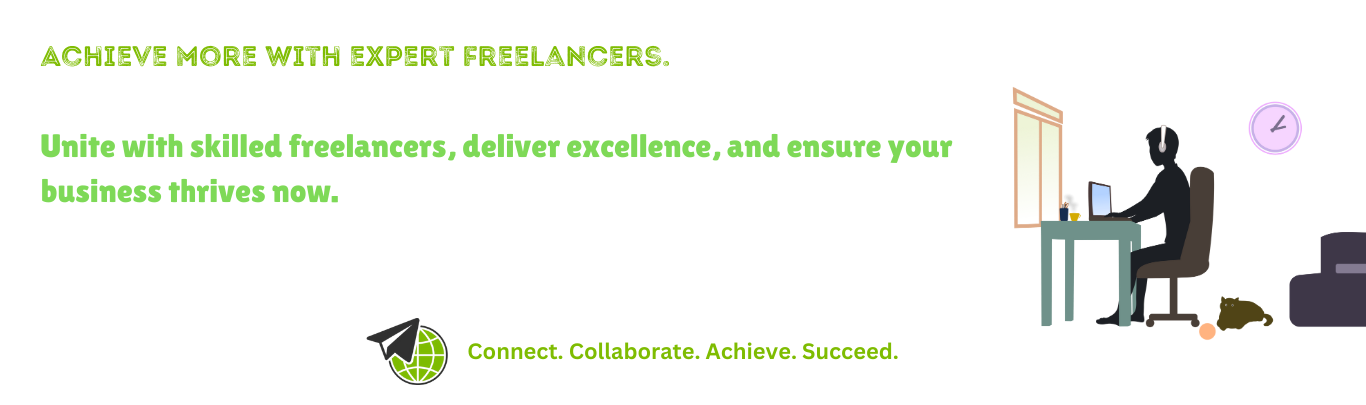 ACHIEVE MORE WITH EXPERT FREELANCERS.
Unite with skilled freelancers, deliver excellence, and ensure your
business thrives now.
Connect. Collaborate. Achieve. Succeed.